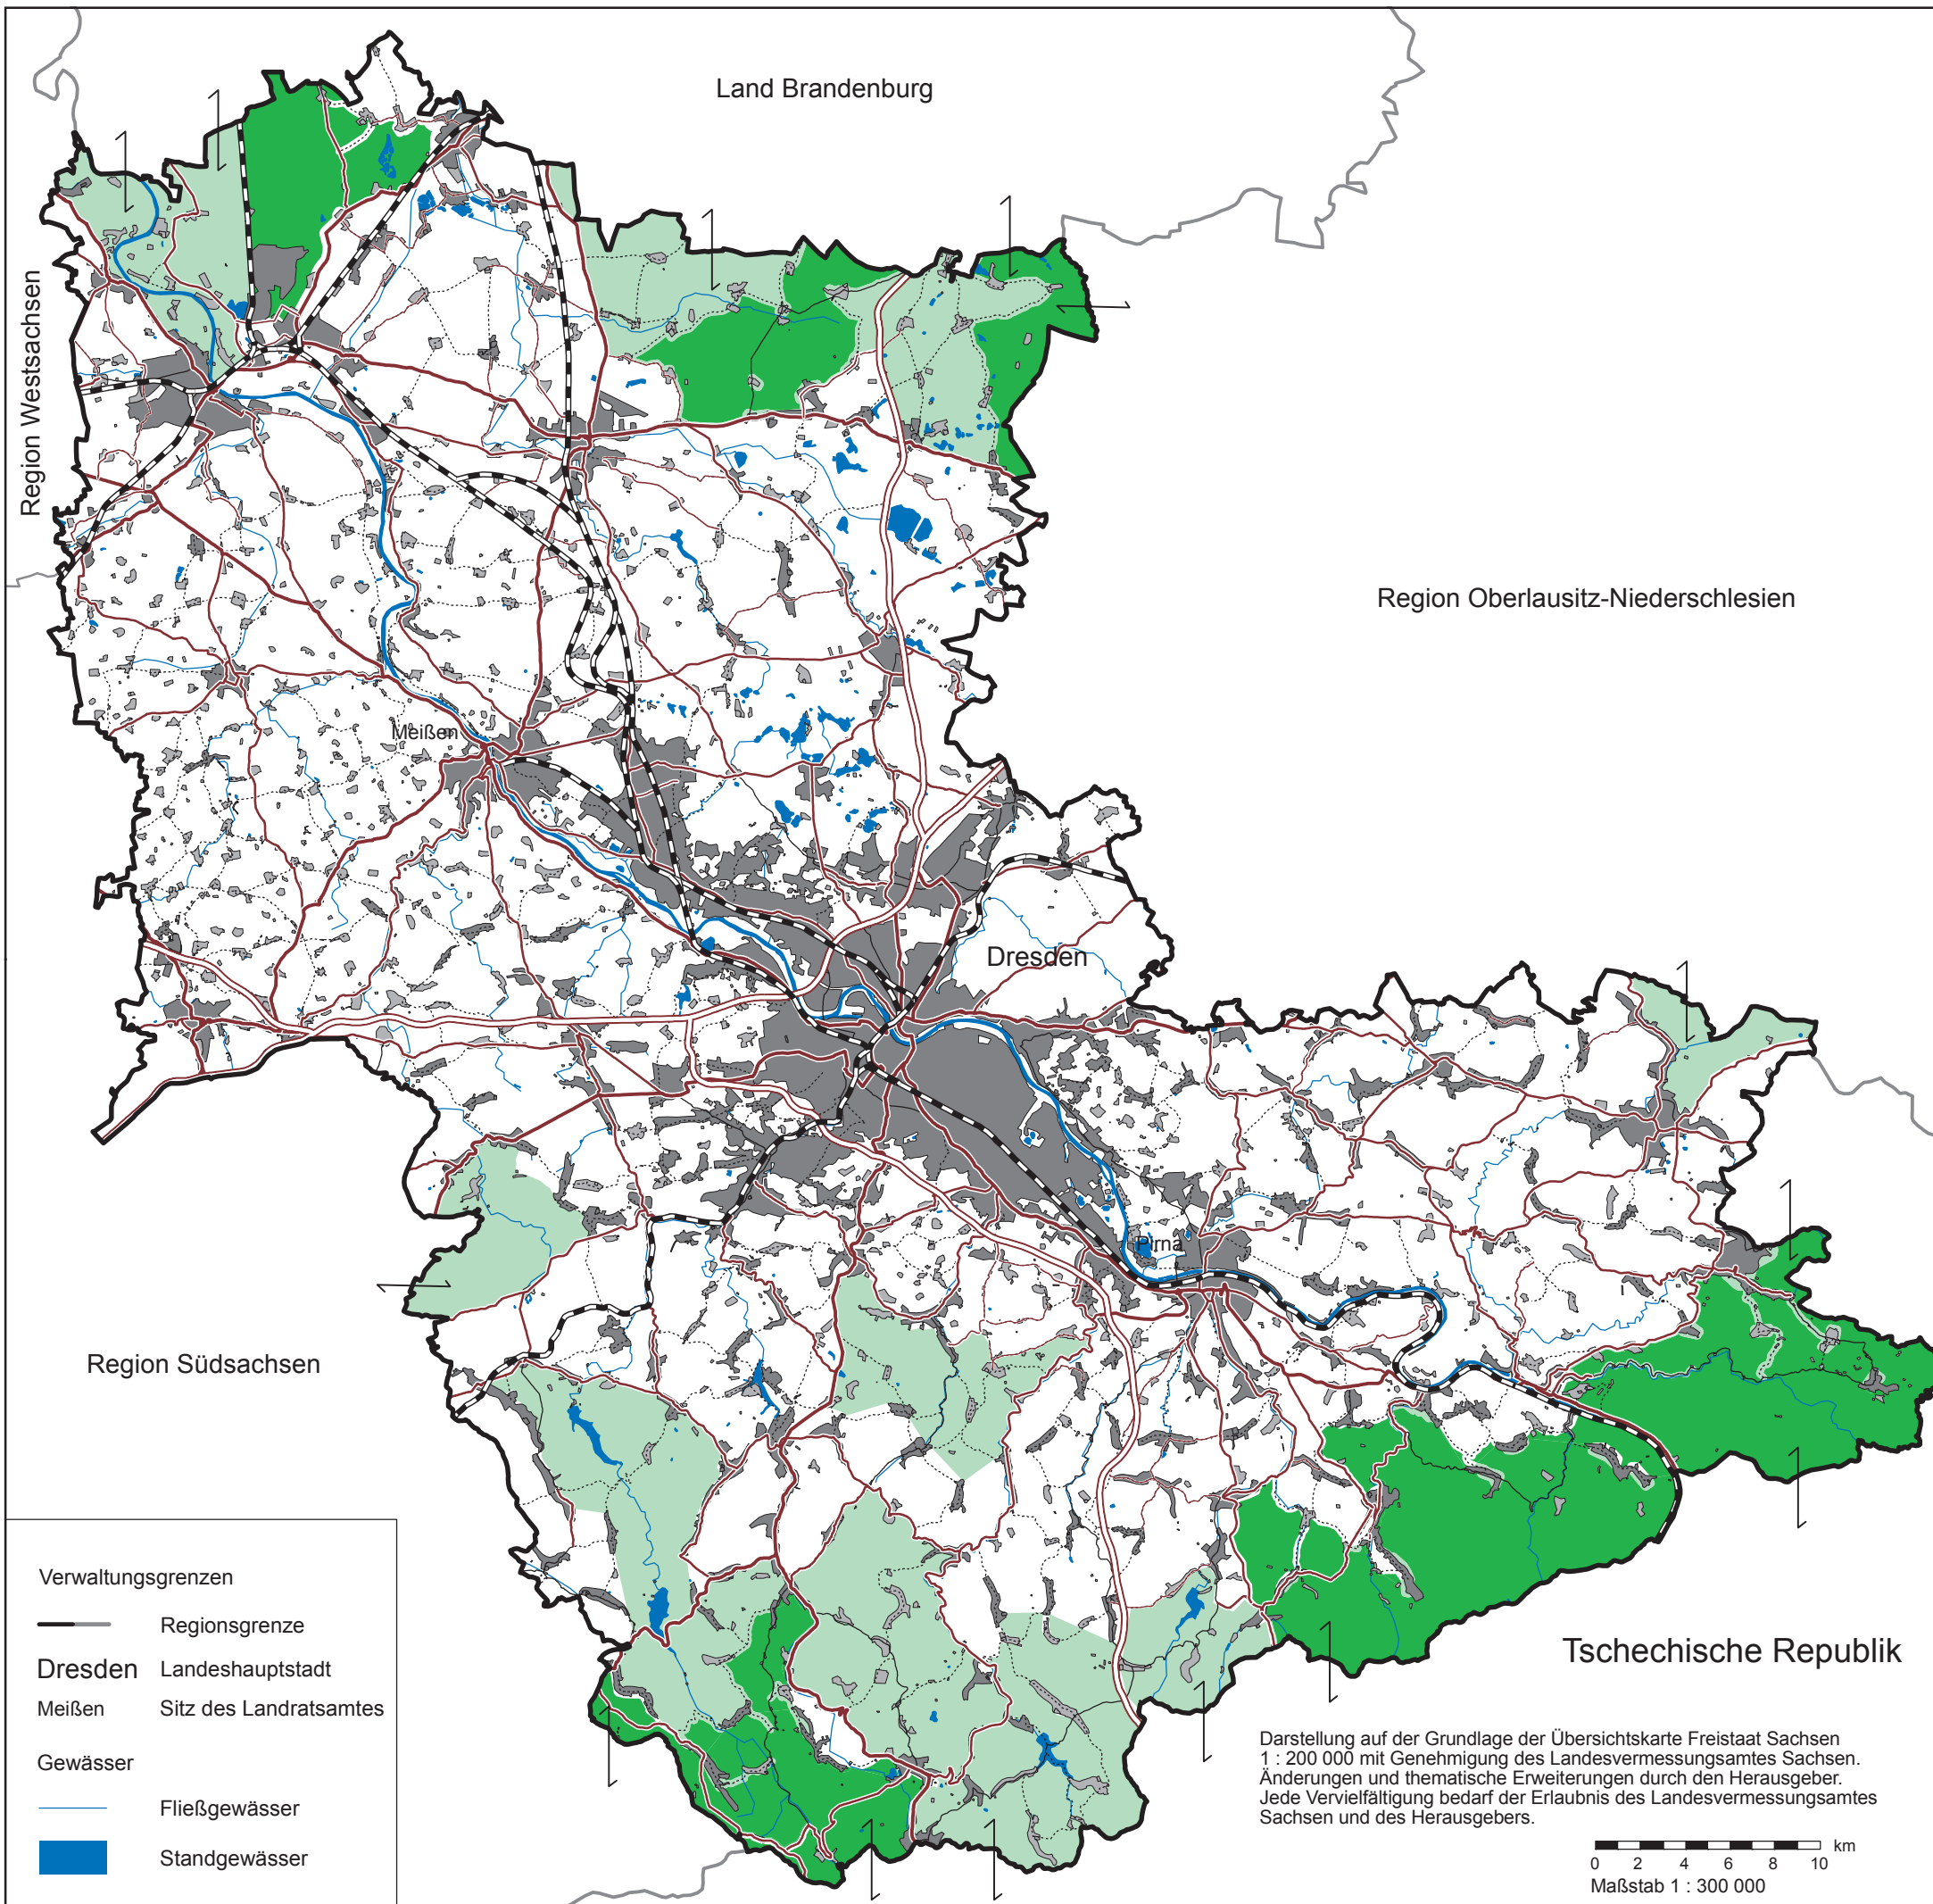 Land Brandenburg
Region Westsachsen
Region Oberlausitz-Niederschlesien
Meißen
Dresden
Pirna
Region Südsachsen
Tschechische Republik
Verwaltungsgrenzen
Regionsgrenze
Dresden Landeshauptstadt
Meißen Sitz des Landratsamtes
Gewässer
Fließgewässer
Standgewässer
Darstellung auf der Grundlage der Übersichtskarte Freistaat Sachsen
1 : 200 000 mit Genehmigung des Landesvermessungsamtes Sachsen.
Änderungen und thematische Erweiterungen durch den Herausgeber.
Jede Vervielfältigung bedarf der Erlaubnis des Landesvermessungsamtes
Sachsen und des Herausgebers.
km
0 2 4 6 8 10
Maßstab 1 : 300 000